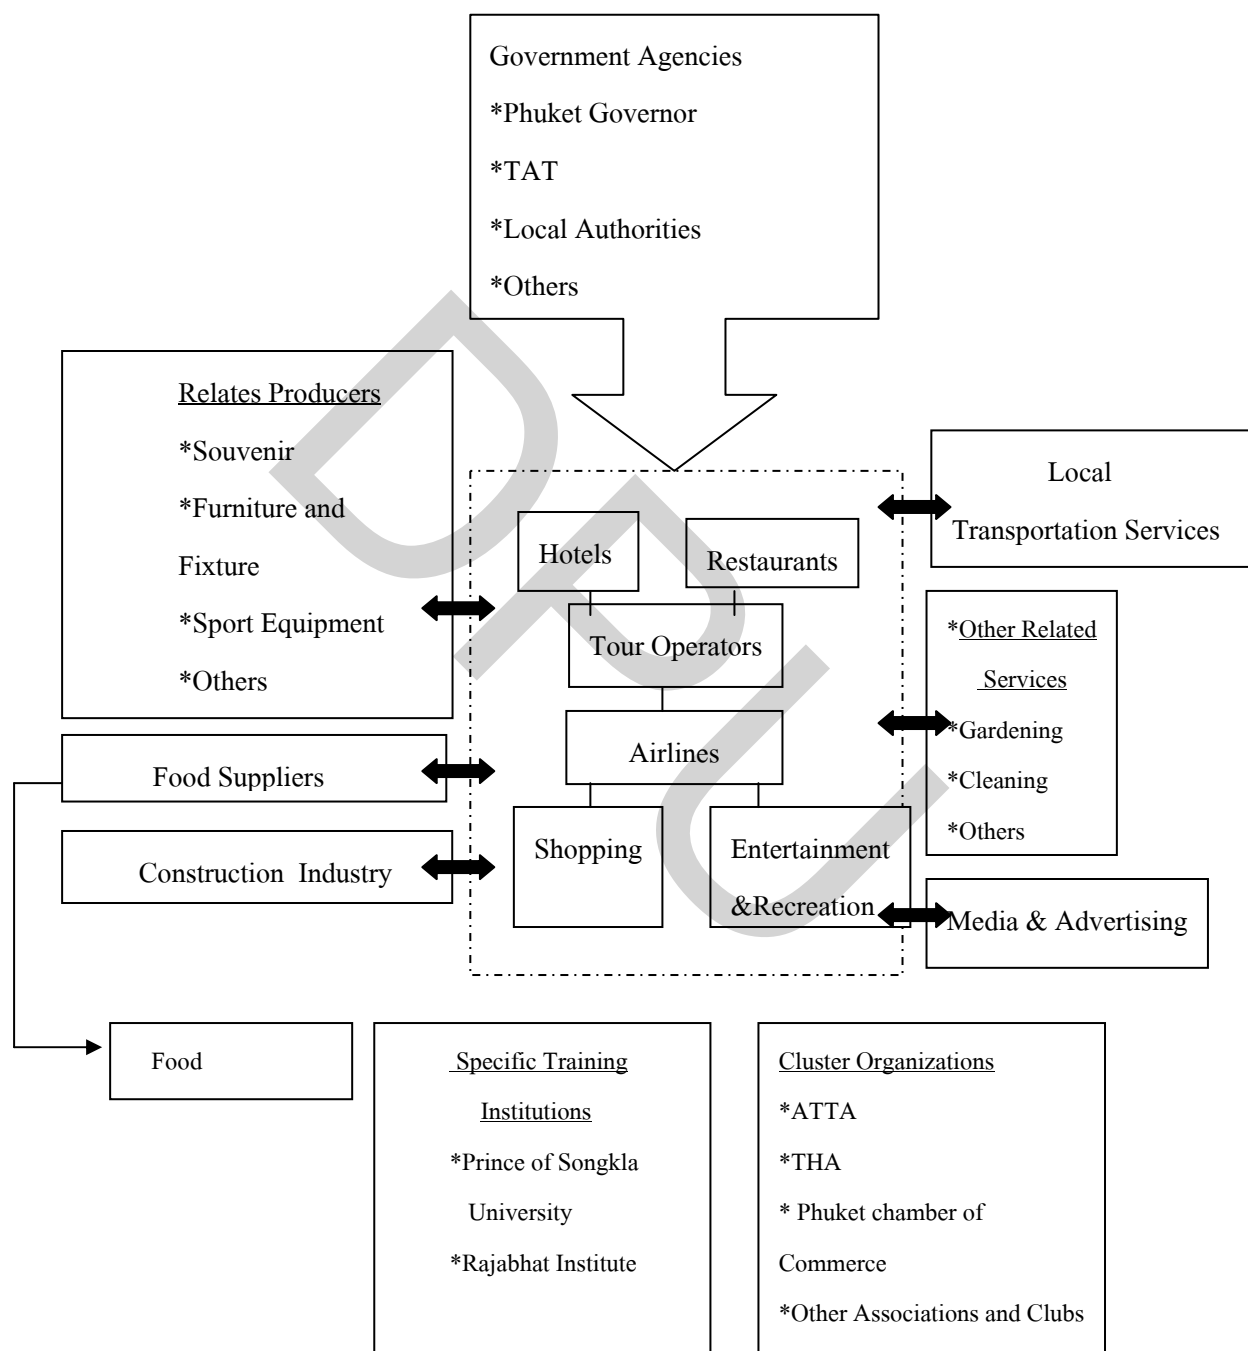 Government Agencies
*Phuket Governor
*TAT
*Local Authorities
*Others
Relates Producers
*Souvenir
*Furniture and
Fixture
*Sport Equipment
*Others
Food Suppliers
Construction Industry
Hotels
Restaurants
Tour Operators
Airlines
Shopping
Entertainment
&Recreation
Local
Transportation Services
*Other Related
Services
*Gardening
*Cleaning
*Others
Media & Advertising
Food
Specific Training
Institutions
*Prince of Songkla
University
*Rajabhat Institute
Cluster Organizations
*ATTA
*THA
* Phuket chamber of
Commerce
*Other Associations and Clubs
DPU